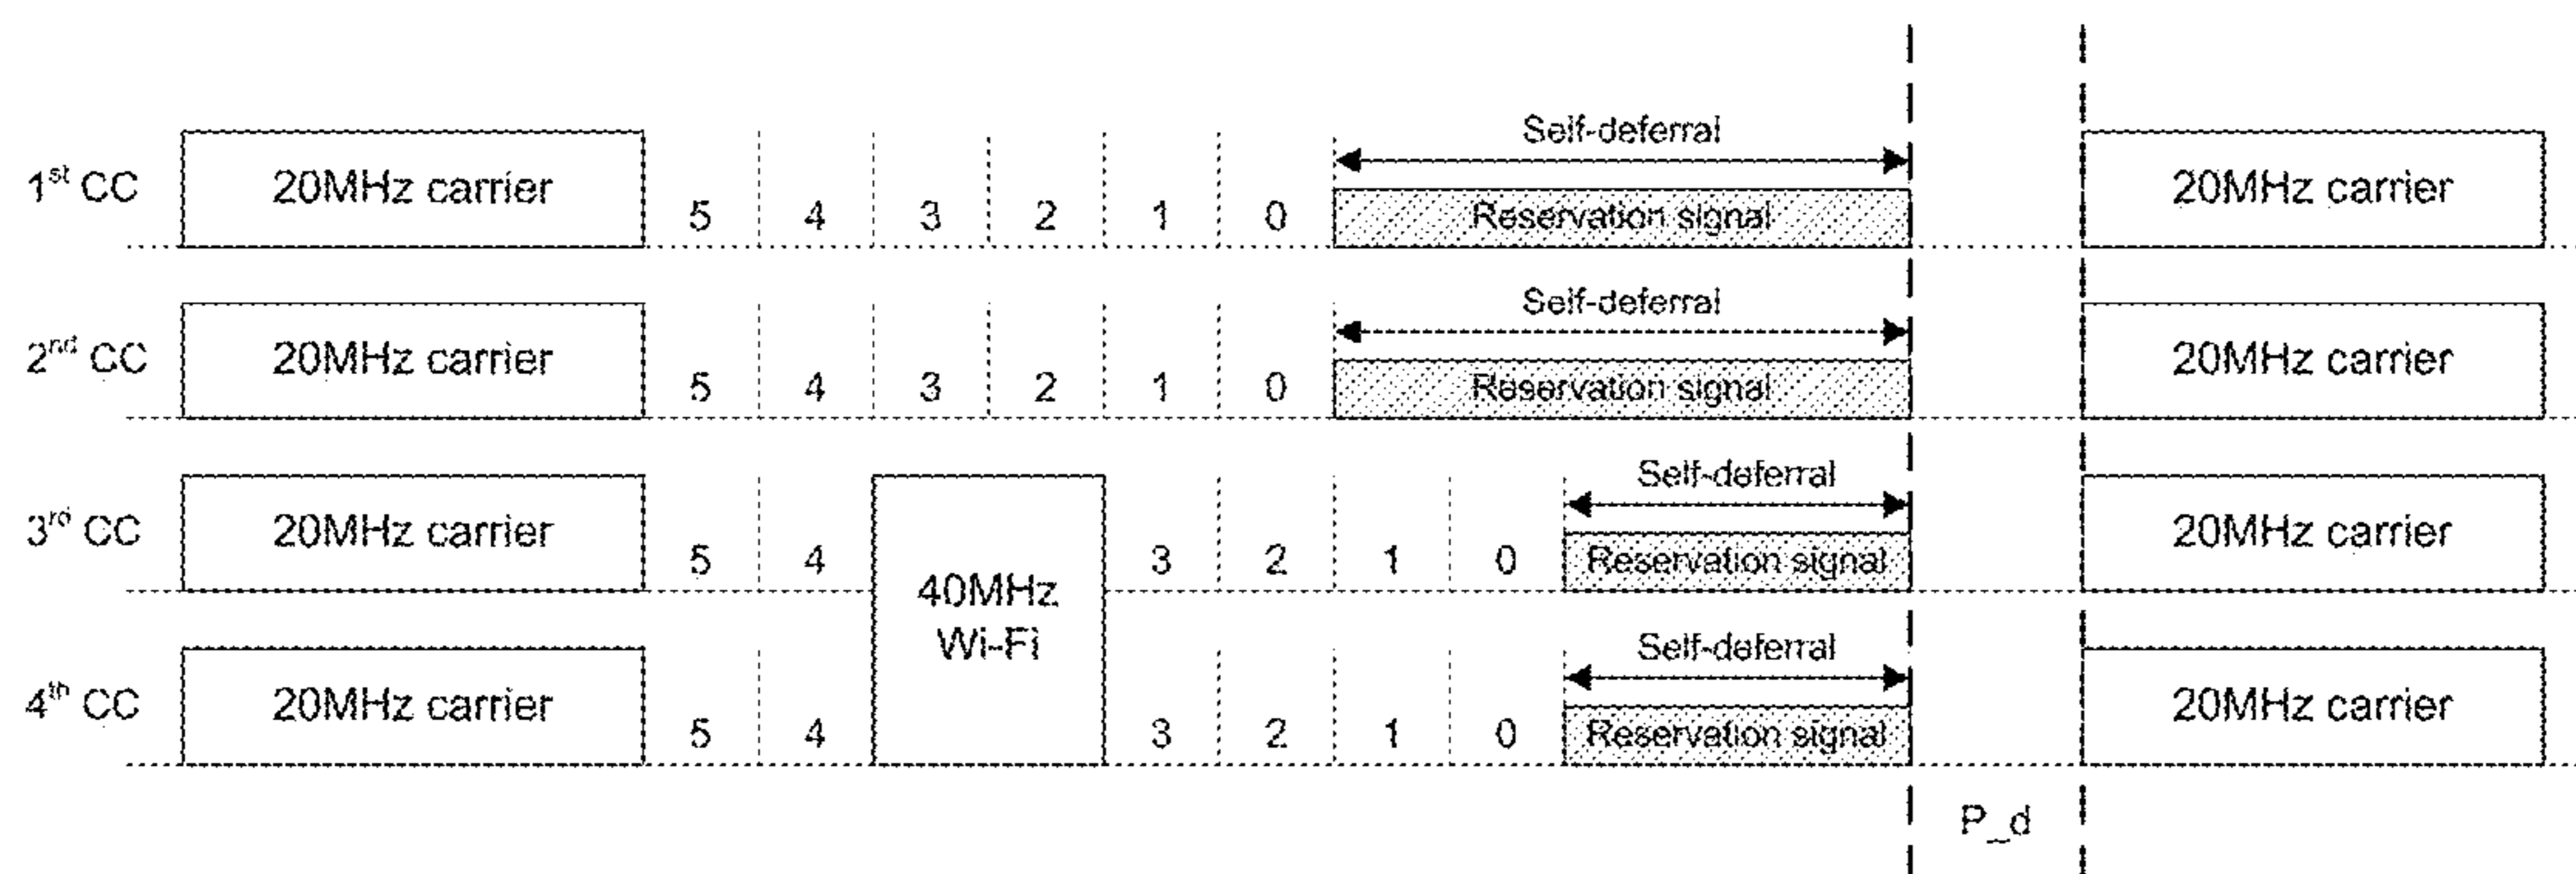 Self-deferral
1st CC 20MHz carrier 5 4 3 2 1 0 Reservation signal 20MHz carrier
Self-deferral
2nd CC 20MHz carrier 5 4 3 2 1 0 Reservation signal 20MHz carrier
Self-deferral
3rd CC 20MHz carrier 5 4 3 2 1 0 Reservation signal 20MHz carrier
40MHz
Wi-Fi
Self-deferral
4th CC 20MHz carrier 5 4 3 2 1 0 Reservation signal 20MHz carrier
P_d